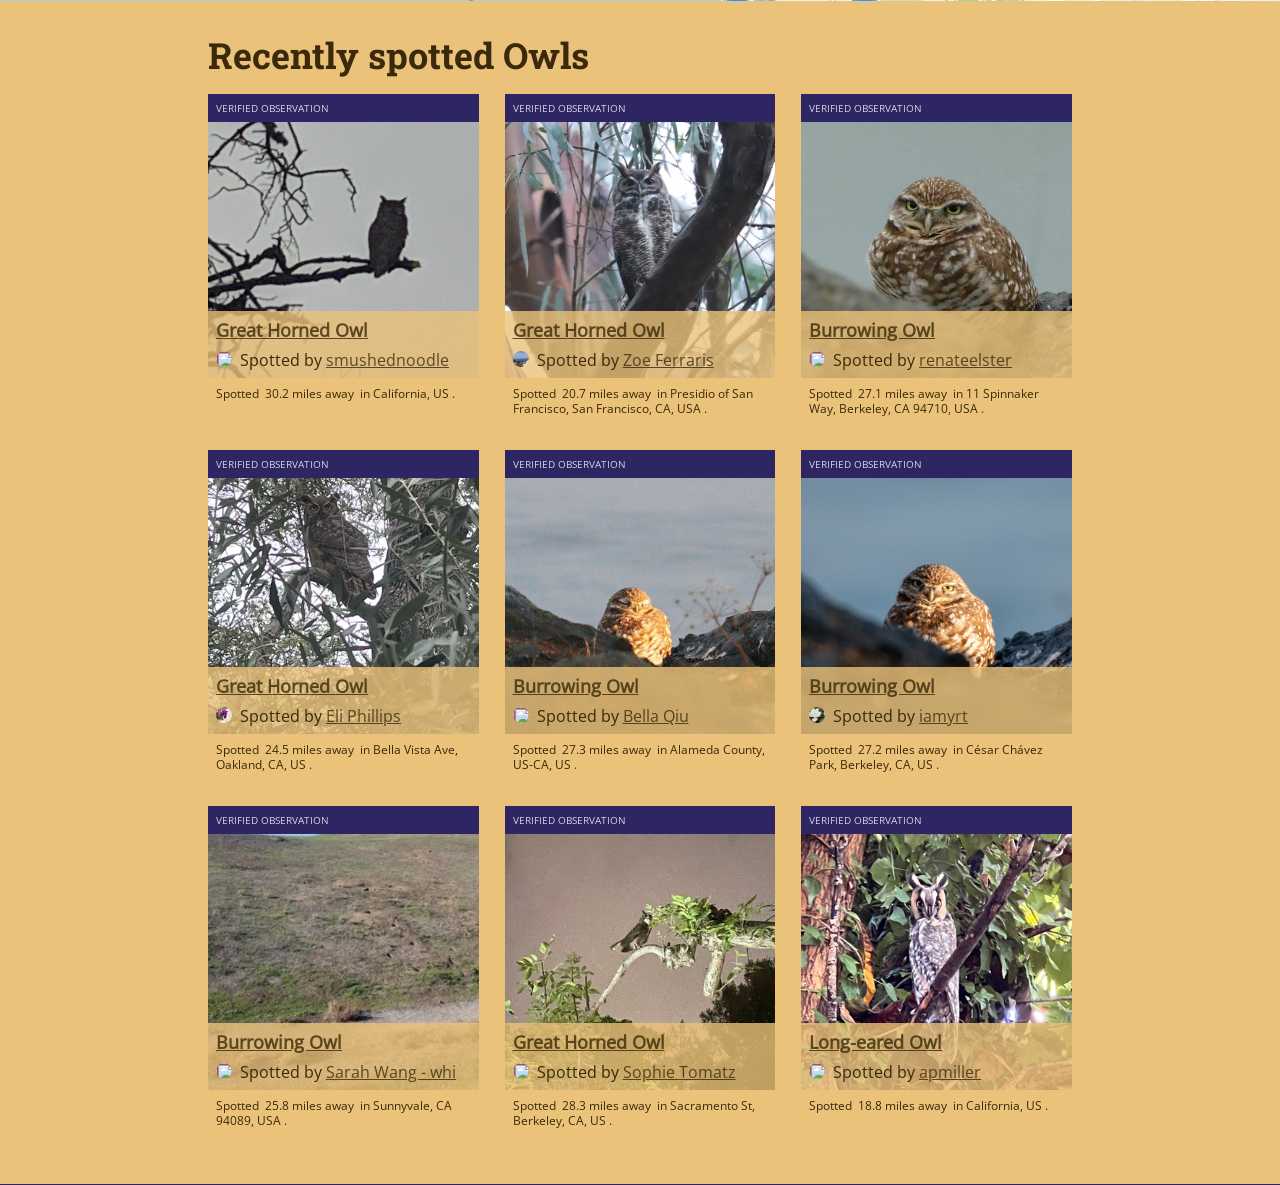 Recently spotted Owls
VERIFIED OBSERVATION
Great Horned Owl
Spotted by smushednoodle
Spotted 30.2 miles away in California, US .
VERIFIED OBSERVATION
Great Horned Owl
Spotted by Zoe Ferraris
Spotted 20.7 miles away in Presidio of San
Francisco, San Francisco, CA, USA .
VERIFIED OBSERVATION
Burrowing Owl
Spotted by renateelster
Spotted 27.1 miles away in 11 Spinnaker
Way, Berkeley, CA 94710, USA .
VERIFIED OBSERVATION
Great Horned Owl
Spotted by Eli Phillips
Spotted 24.5 miles away in Bella Vista Ave,
Oakland, CA, US .
VERIFIED OBSERVATION
Burrowing Owl
Spotted by Bella Qiu
Spotted 27.3 miles away in Alameda County,
US-CA, US .
VERIFIED OBSERVATION
Burrowing Owl
Spotted by iamyrt
Spotted 27.2 miles away in César Chávez
Park, Berkeley, CA, US .
VERIFIED OBSERVATION
Burrowing Owl
Spotted by Sarah Wang - whi
Spotted 25.8 miles away in Sunnyvale, CA
94089, USA .
VERIFIED OBSERVATION
Great Horned Owl
Spotted by Sophie Tomatz
Spotted 28.3 miles away in Sacramento St,
Berkeley, CA, US .
VERIFIED OBSERVATION
Long-eared Owl
Spotted by apmiller
Spotted 18.8 miles away in California, US .